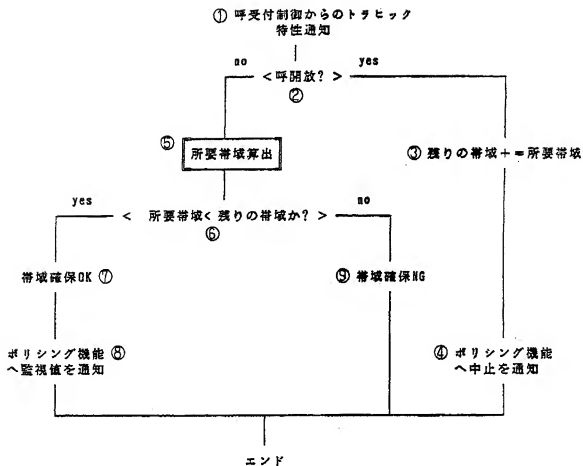 ① 呼受付制御からのトラヒック
特性通知
no
yes
＜呼開放？＞
②
⑤
所要帯域算出
③ 残りの帯域＋＝所要帯域
yes
no
＜ 所要帯域＜残りの帯域か？＞
⑥
帯域確保OK ⑦
⑨ 帯域確保NG
ポリシング機能 ⑧
へ監視値を通知
④ ポリシング機能
へ中止を通知
エンド